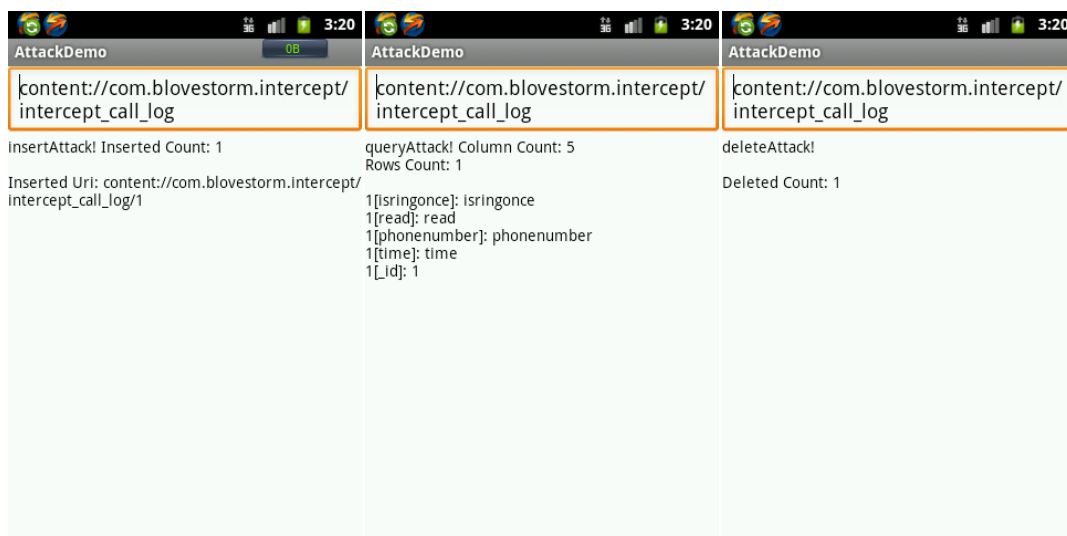 3G 3:20
AttackDemo 0B
content://com.blovestorm.intercept/
intercept_call_log
insertAttack! Inserted Count: 1
Inserted Uri: content://com.blovestorm.intercept/
intercept_call_log/1
3G 3:20
AttackDemo
content://com.blovestorm.intercept/
intercept_call_log
queryAttack! Column Count: 5
Rows Count: 1
1[isringonce]: isringonce
1[read]: read
1[phonenumber]: phonenumber
1[time]: time
1[_id]: 1
3G 3:20
AttackDemo
content://com.blovestorm.intercept/
intercept_call_log
deleteAttack!
Deleted Count: 1